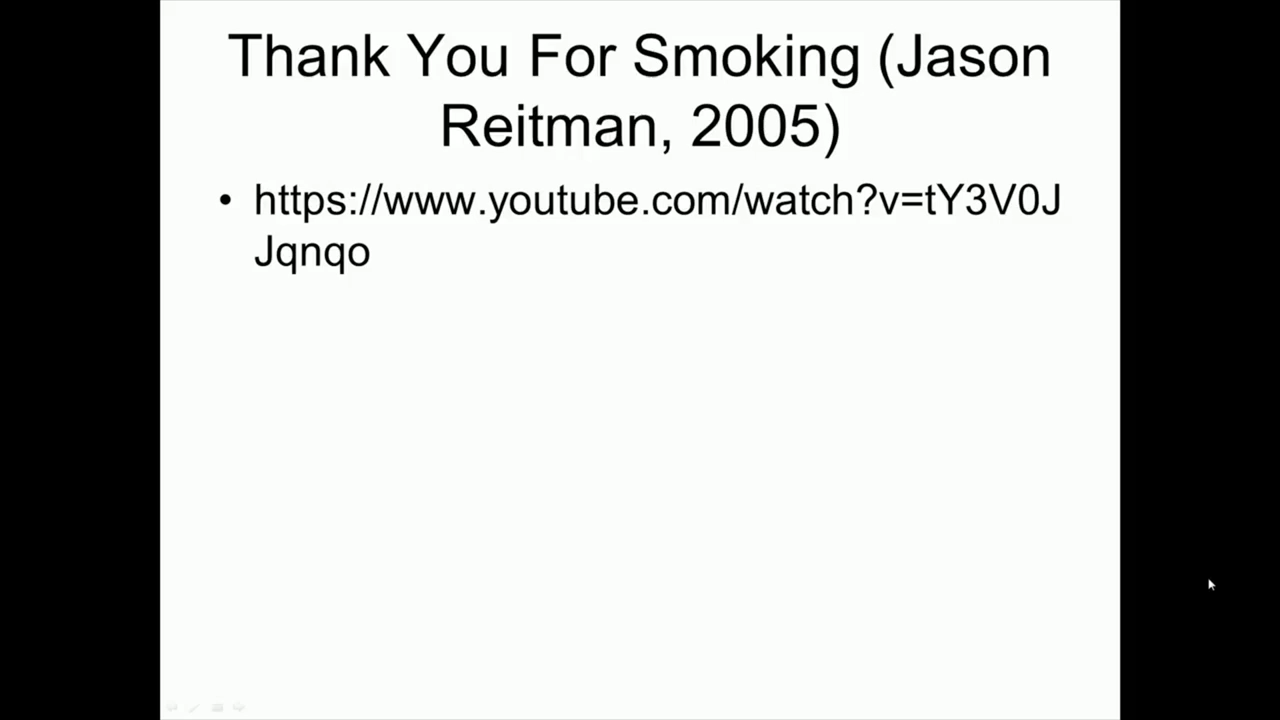 Thank You For Smoking (Jason
Reitman, 2005)
• https://www.youtube.com/watch?v=tY3V0J
Jqnqo